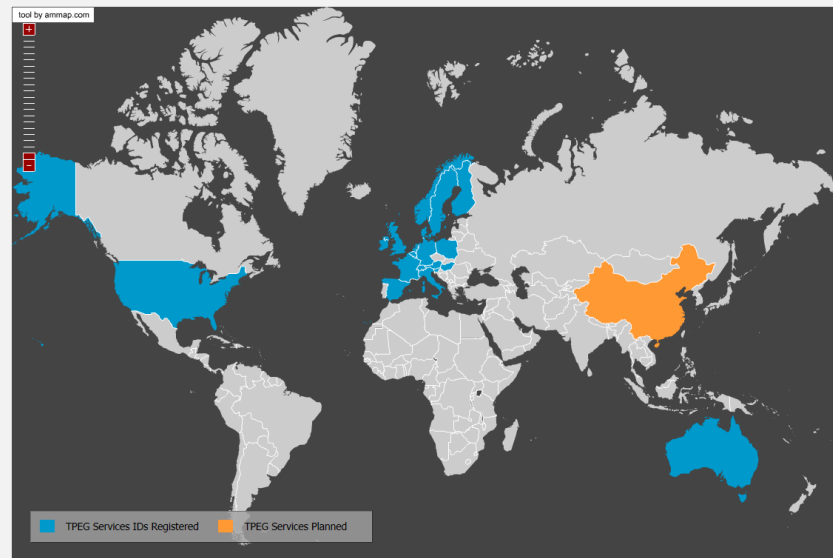 tool by ammap.com
+
-
TPEG Services IDs Registered
TPEG Services Planned